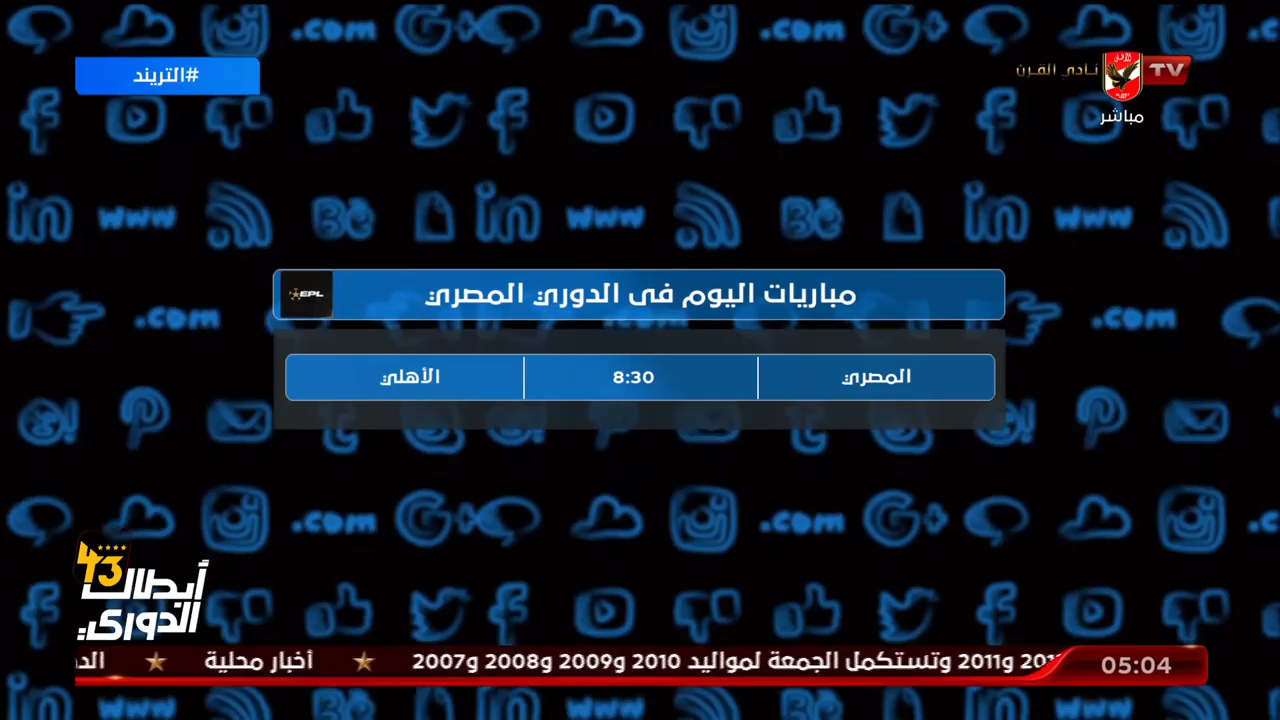 #التريند
نادي القرن
TV
مباشر
مباريات اليوم فى الدوري المصري
EPL
المصري
8:30
الأهلي
43
أبطال
الدوري
و2011 وتستكمل الجمعة لمواليد 2010 و2009 و2008 و2007 ★ أخبار محلية ★
05:04